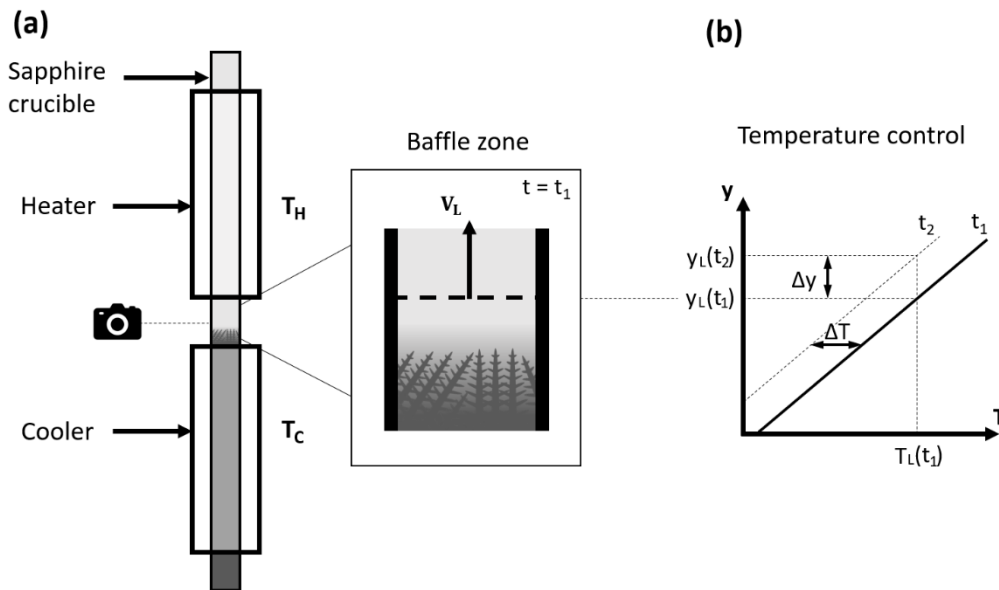 (a)
Sapphire
crucible
Heater
T_H
Cooler
T_C
Baffle zone
t = t₁
V_L
(b)
Temperature control
y
t₂
t₁
y_L(t₂)
Δy
y_L(t₁)
ΔT
T
T_L(t₁)